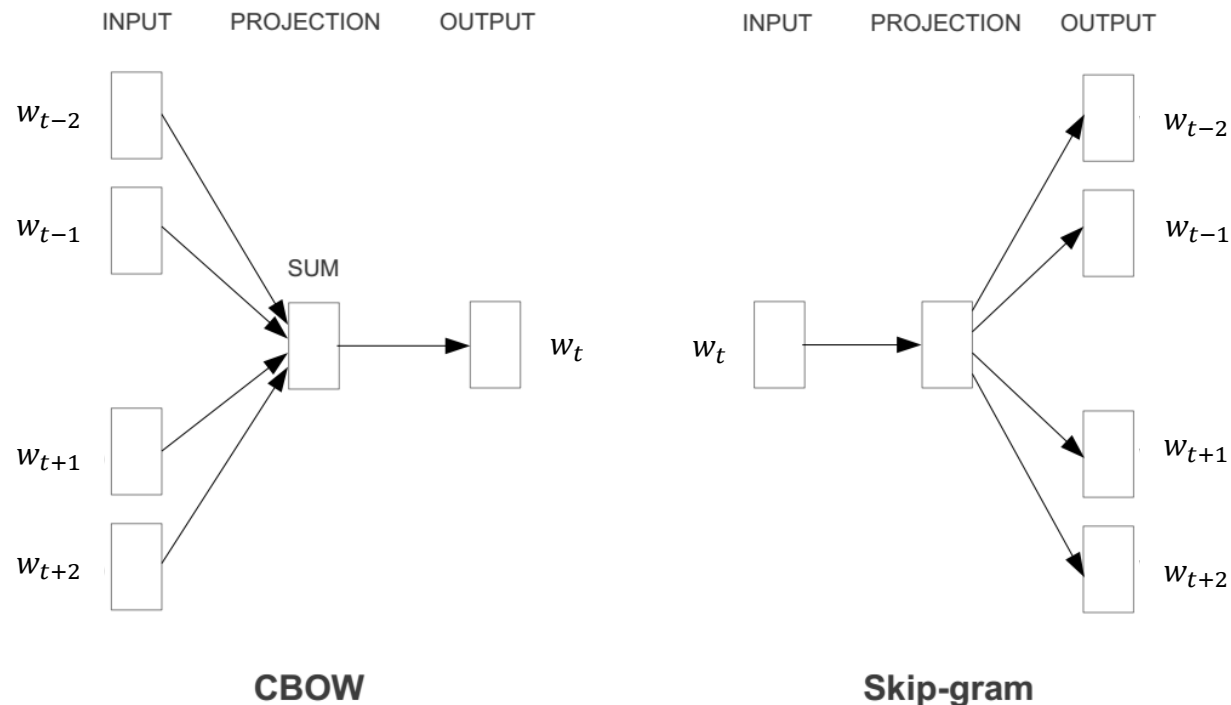 INPUT PROJECTION OUTPUT
w_{t−2}
w_{t−1}
SUM
w_t
w_{t+1}
w_{t+2}
CBOW
INPUT PROJECTION OUTPUT
w_{t−2}
w_{t−1}
w_t
w_{t+1}
w_{t+2}
Skip-gram